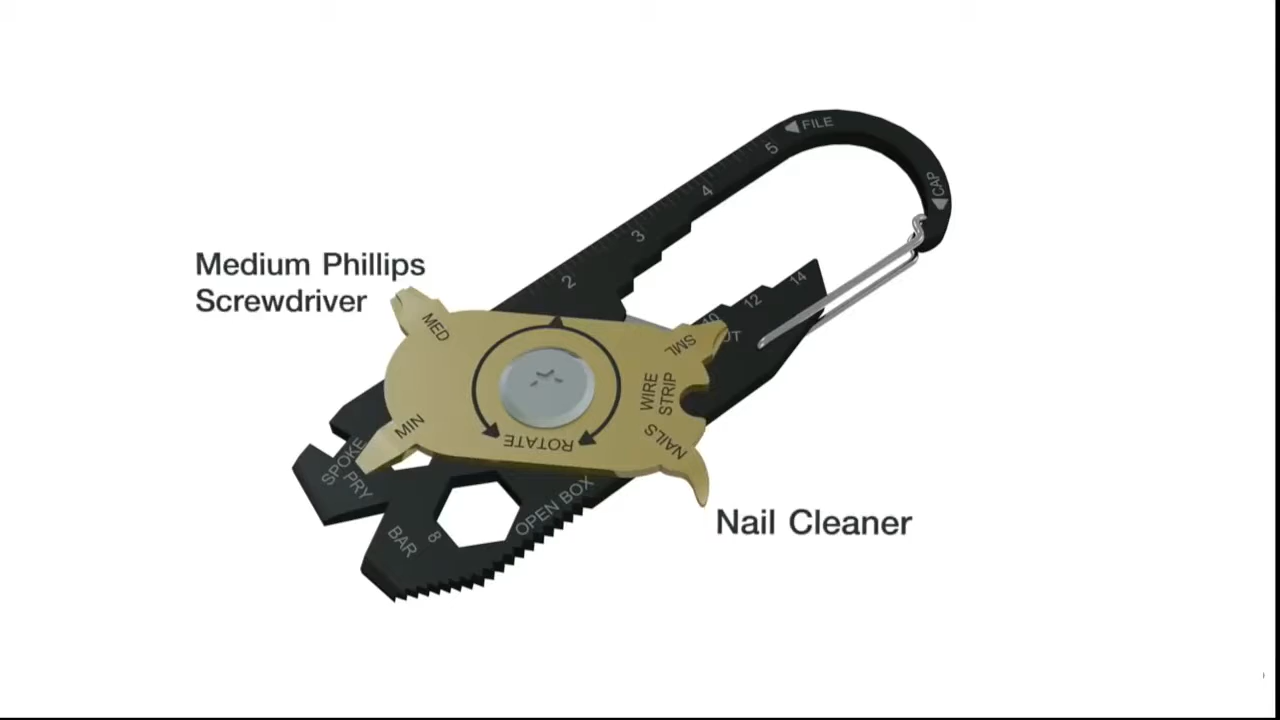 FILE
CAP
5
4
3
2
14
12
10
Medium Phillips
Screwdriver
MED
SML
WIRE
STRIP
NAILS
MIN
ROTATE
SPOKE
PRY
BAR
8
OPEN BOX
Nail Cleaner